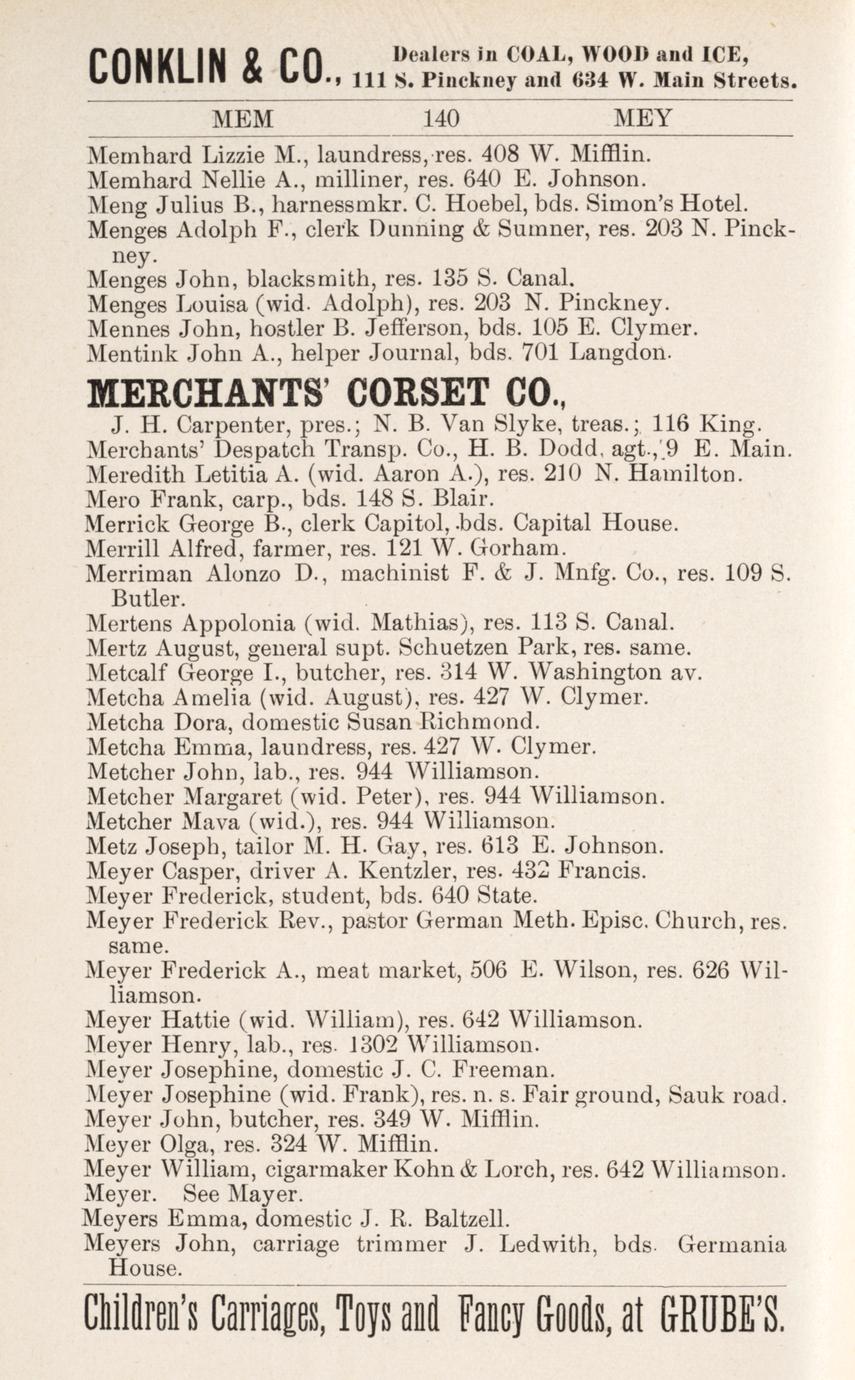 CONKLIN & CO., Dealers in COAL, WOOD and ICE,
111 S. Pinckney and 634 W. Main Streets.
MEM 140 MEY
Memhard Lizzie M., laundress, res. 408 W. Mifflin.
Memhard Nellie A., milliner, res. 640 E. Johnson.
Meng Julius B., harnessmkr. C. Hoebel, bds. Simon's Hotel.
Menges Adolph F., clerk Dunning & Sumner, res. 203 N. Pinck-
ney.
Menges John, blacksmith, res. 135 S. Canal.
Menges Louisa (wid. Adolph), res. 203 N. Pinckney.
Mennes John, hostler B. Jefferson, bds. 105 E. Clymer.
Mentink John A., helper Journal, bds. 701 Langdon.
MERCHANTS' CORSET CO.,
J. H. Carpenter, pres.; N. B. Van Slyke, treas.; 116 King.
Merchants' Despatch Transp. Co., H. B. Dodd, agt., 9 E. Main.
Meredith Letitia A. (wid. Aaron A.), res. 210 N. Hamilton.
Mero Frank, carp., bds. 148 S. Blair.
Merrick George B., clerk Capitol, bds. Capital House.
Merrill Alfred, farmer, res. 121 W. Gorham.
Merriman Alonzo D., machinist F. & J. Mnfg. Co., res. 109 S.
Butler.
Mertens Appolonia (wid. Mathias), res. 113 S. Canal.
Mertz August, general supt. Schuetzen Park, res. same.
Metcalf George I., butcher, res. 314 W. Washington av.
Metcha Amelia (wid. August), res. 427 W. Clymer.
Metcha Dora, domestic Susan Richmond.
Metcha Emma, laundress, res. 427 W. Clymer.
Metcher John, lab., res. 944 Williamson.
Metcher Margaret (wid. Peter), res. 944 Williamson.
Metcher Mava (wid.), res. 944 Williamson.
Metz Joseph, tailor M. H. Gay, res. 613 E. Johnson.
Meyer Casper, driver A. Kentzler, res. 432 Francis.
Meyer Frederick, student, bds. 640 State.
Meyer Frederick Rev., pastor German Meth. Episc. Church, res.
same.
Meyer Frederick A., meat market, 506 E. Wilson, res. 626 Wil-
liamson.
Meyer Hattie (wid. William), res. 642 Williamson.
Meyer Henry, lab., res. 1302 Williamson.
Meyer Josephine, domestic J. C. Freeman.
Meyer Josephine (wid. Frank), res. n. s. Fair ground, Sauk road.
Meyer John, butcher, res. 349 W. Mifflin.
Meyer Olga, res. 324 W. Mifflin.
Meyer William, cigarmaker Kohn & Lorch, res. 642 Williamson.
Meyer. See Mayer.
Meyers Emma, domestic J. R. Baltzell.
Meyers John, carriage trimmer J. Ledwith, bds. Germania
House.
Children's Carriages, Toys and Fancy Goods, at GRUBE'S.